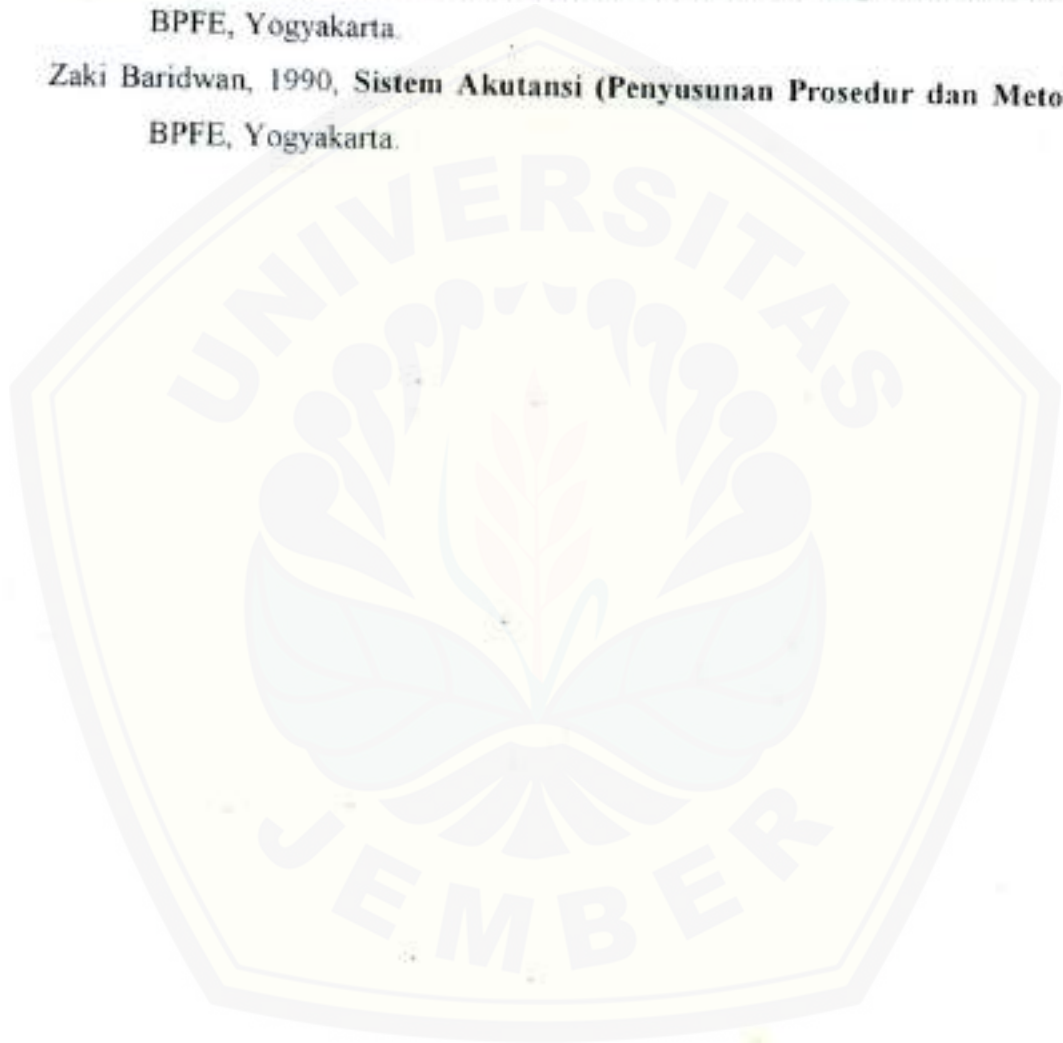 BPFE, Yogyakarta.
Zaki Baridwan, 1990, Sistem Akutansi (Penyusunan Prosedur dan Meto
BPFE, Yogyakarta.
UNIVERSITAS
JEMBER